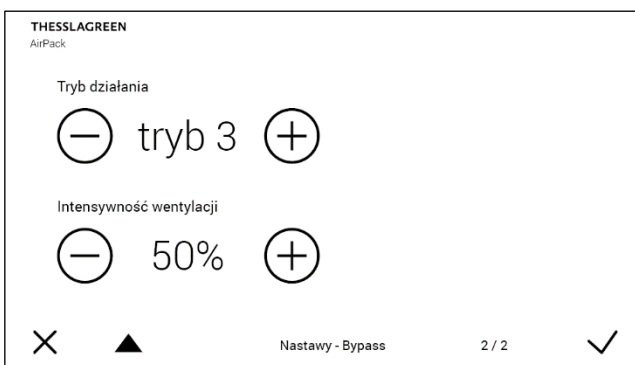 THESSLAGREEN
AirPack
Tryb działania
tryb 3
Intensywność wentylacji
50%
Nastawy - Bypass 2 / 2